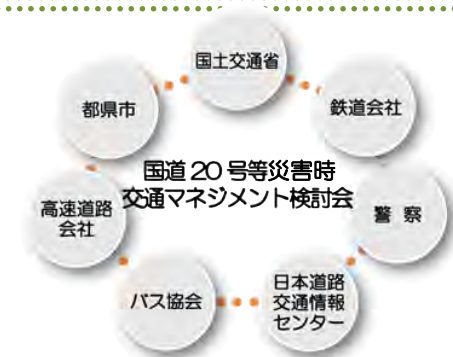 国土交通省
都県市
鉄道会社
国道20号等災害時
交通マネジメント検討会
高速道路
会社
警 察
バス協会
日本道路
交通情報
センター